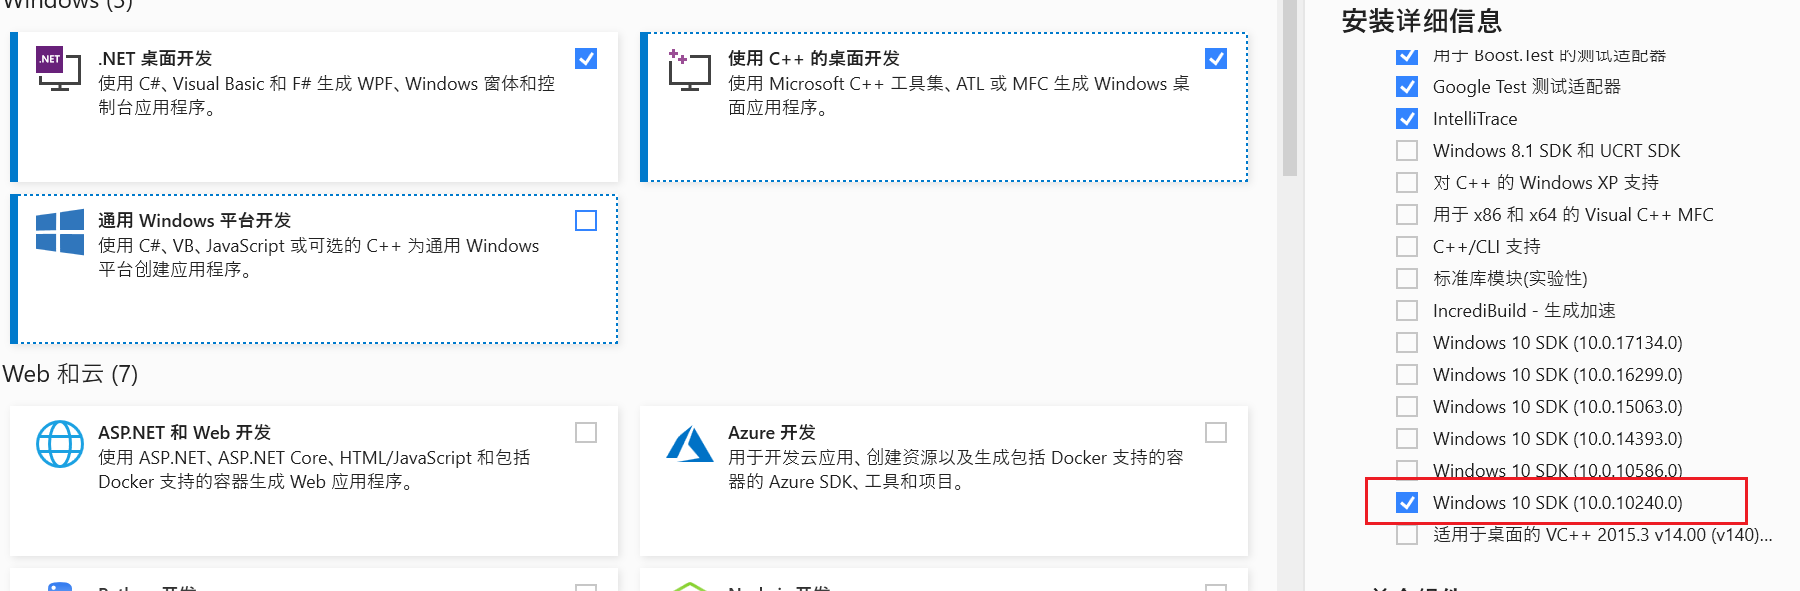 Windows (3)
.NET
.NET 桌面开发
使用 C#、Visual Basic 和 F# 生成 WPF、Windows 窗体和控
制台应用程序。
使用 C++ 的桌面开发
使用 Microsoft C++ 工具集、ATL 或 MFC 生成 Windows 桌
面应用程序。
通用 Windows 平台开发
使用 C#、VB、JavaScript 或可选的 C++ 为通用 Windows
平台创建应用程序。
Web 和云 (7)
ASP.NET 和 Web 开发
使用 ASP.NET、ASP.NET Core、HTML/JavaScript 和包括
Docker 支持的容器生成 Web 应用程序。
Azure 开发
用于开发云应用、创建资源以及生成包括 Docker 支持的容
器的 Azure SDK、工具和项目。
Python 开发
Node.js 开发
安装详细信息
用于 Boost.Test 的测试适配器
Google Test 测试适配器
IntelliTrace
Windows 8.1 SDK 和 UCRT SDK
对 C++ 的 Windows XP 支持
用于 x86 和 x64 的 Visual C++ MFC
C++/CLI 支持
标准库模块(实验性)
IncrediBuild - 生成加速
Windows 10 SDK (10.0.17134.0)
Windows 10 SDK (10.0.16299.0)
Windows 10 SDK (10.0.15063.0)
Windows 10 SDK (10.0.14393.0)
Windows 10 SDK (10.0.10586.0)
Windows 10 SDK (10.0.10240.0)
适用于桌面的 VC++ 2015.3 v14.00 (v140)...